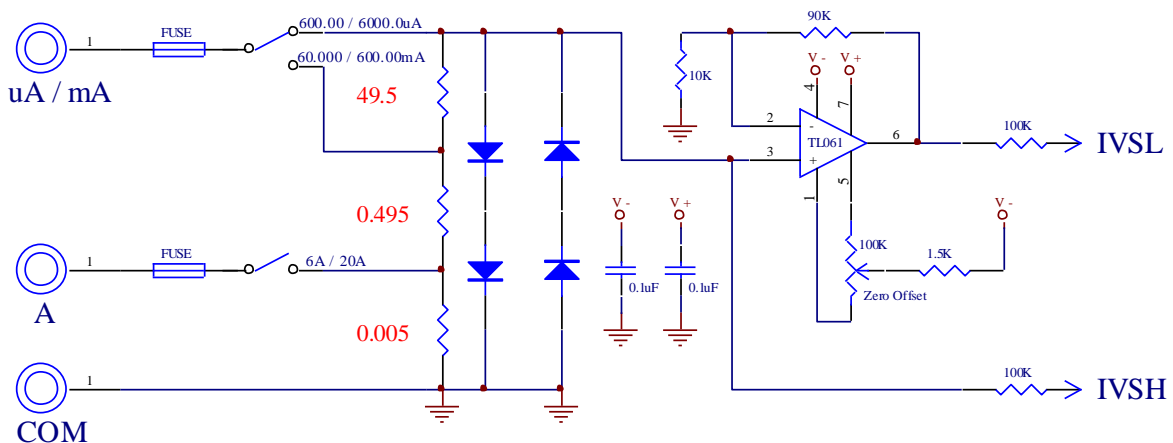 600.00 / 6000.0uA
90K
FUSE
1
60.000 / 600.00mA
V -
V +
10K
uA / mA
49.5
4
7
2
-
TL061
6
100K
IVSL
3
+
1
5
0.495
V -
V +
V -
FUSE
6A / 20A
1
100K
1.5K
A
0.1uF
0.1uF
Zero Offset
0.005
1
100K
IVSH
COM